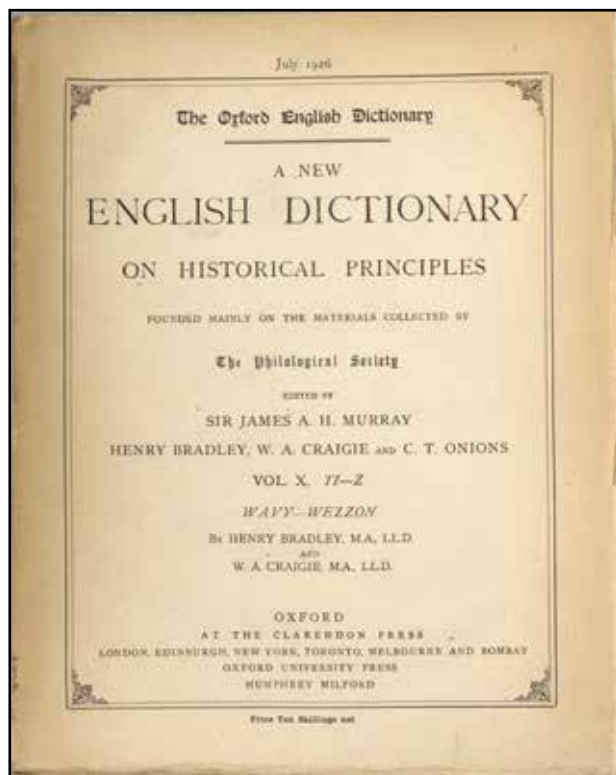 July 1926
The Oxford English Dictionary
A NEW
ENGLISH DICTIONARY
ON HISTORICAL PRINCIPLES
FOUNDED MAINLY ON THE MATERIALS COLLECTED BY
The Philological Society
EDITED BY
SIR JAMES A. H. MURRAY
HENRY BRADLEY, W. A. CRAIGIE AND C. T. ONIONS
VOL. X. TI—Z
WAVY—WEZZON
BY HENRY BRADLEY, M.A., LL.D.
AND
W. A. CRAIGIE, M.A., LL.D.
OXFORD
AT THE CLARENDON PRESS
LONDON, EDINBURGH, NEW YORK, TORONTO, MELBOURNE AND BOMBAY
OXFORD UNIVERSITY PRESS
HUMPHREY MILFORD
Price Ten Shillings net